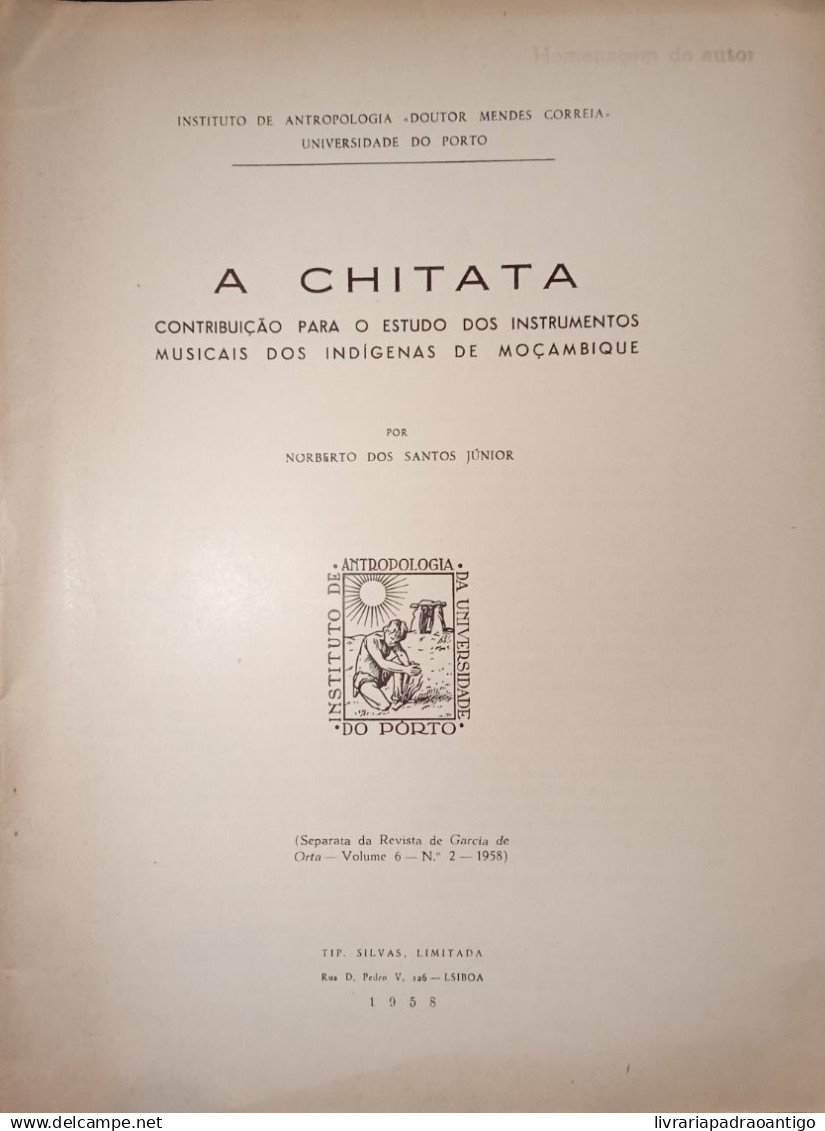 Homenagem do autor
INSTITUTO DE ANTROPOLOGIA «DOUTOR MENDES CORREIA»
UNIVERSIDADE DO PORTO
A CHITATA
CONTRIBUIÇÃO PARA O ESTUDO DOS INSTRUMENTOS
MUSICAIS DOS INDÍGENAS DE MOÇAMBIQUE
POR
NORBERTO DOS SANTOS JÚNIOR
INSTITUTO DE
• ANTROPOLOGIA •
DA UNIVERSIDADE
• DO PÔRTO •
(Separata da Revista de Garcia de
Orta — Volume 6 — N.º 2 — 1958)
TIP. SILVAS, LIMITADA
Rua D. Pedro V, 126 — LSIBOA
1958
delcampe.net
livrariapadraoantigo